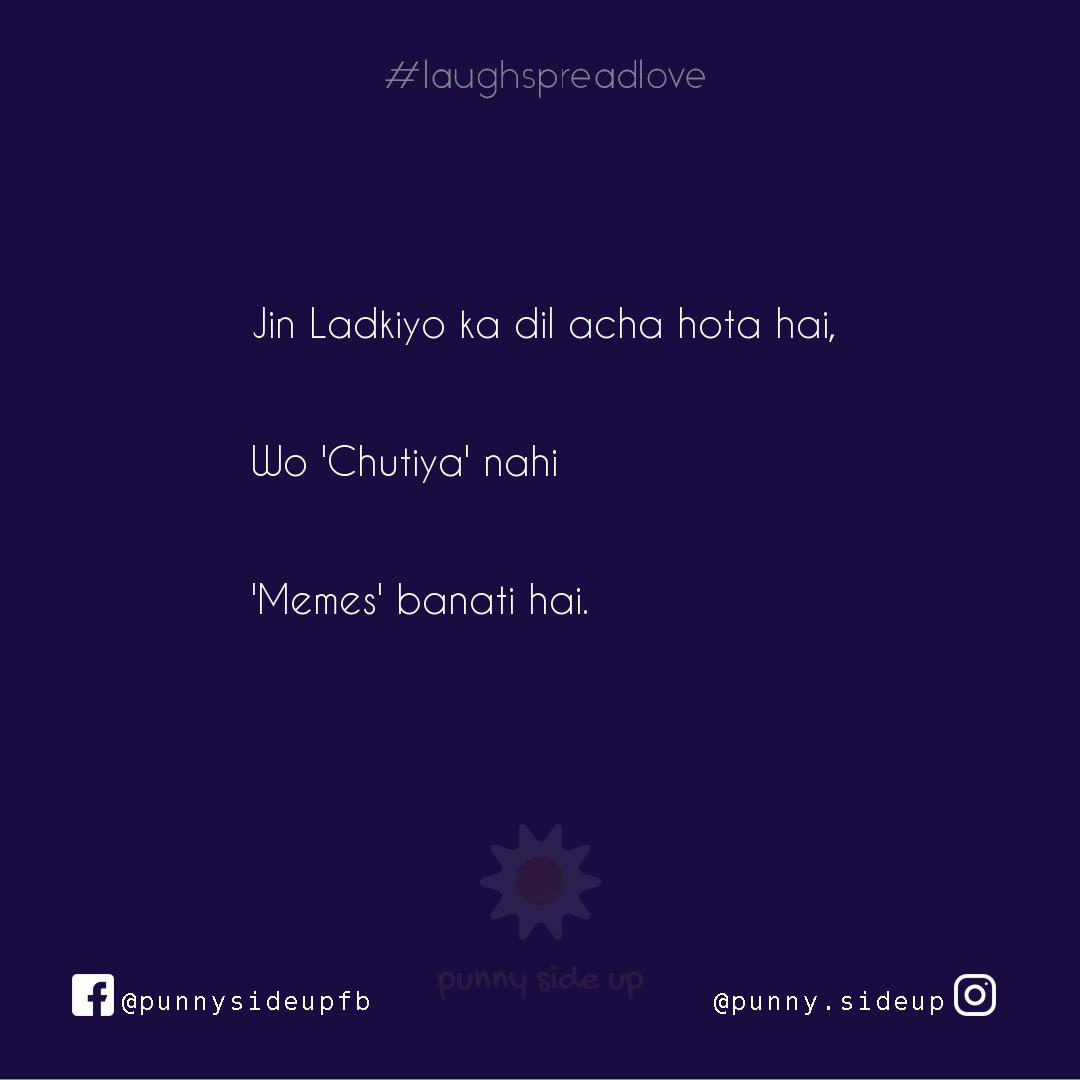 #laughspreadlove
Jin Ladkiyo ka dil acha hota hai,
Wo 'Chutiya' nahi
'Memes' banati hai.
punny side up
@punnysideupfb
@punny.sideup